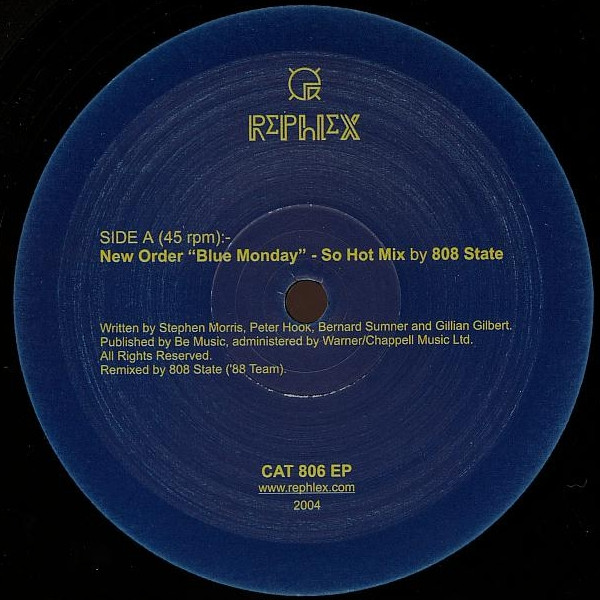 REPHLEX
SIDE A (45 rpm):-
New Order “Blue Monday” - So Hot Mix by 808 State
Written by Stephen Morris, Peter Hook, Bernard Sumner and Gillian Gilbert.
Published by Be Music, administered by Warner/Chappell Music Ltd.
All Rights Reserved.
Remixed by 808 State ('88 Team).
CAT 806 EP
www.rephlex.com
2004